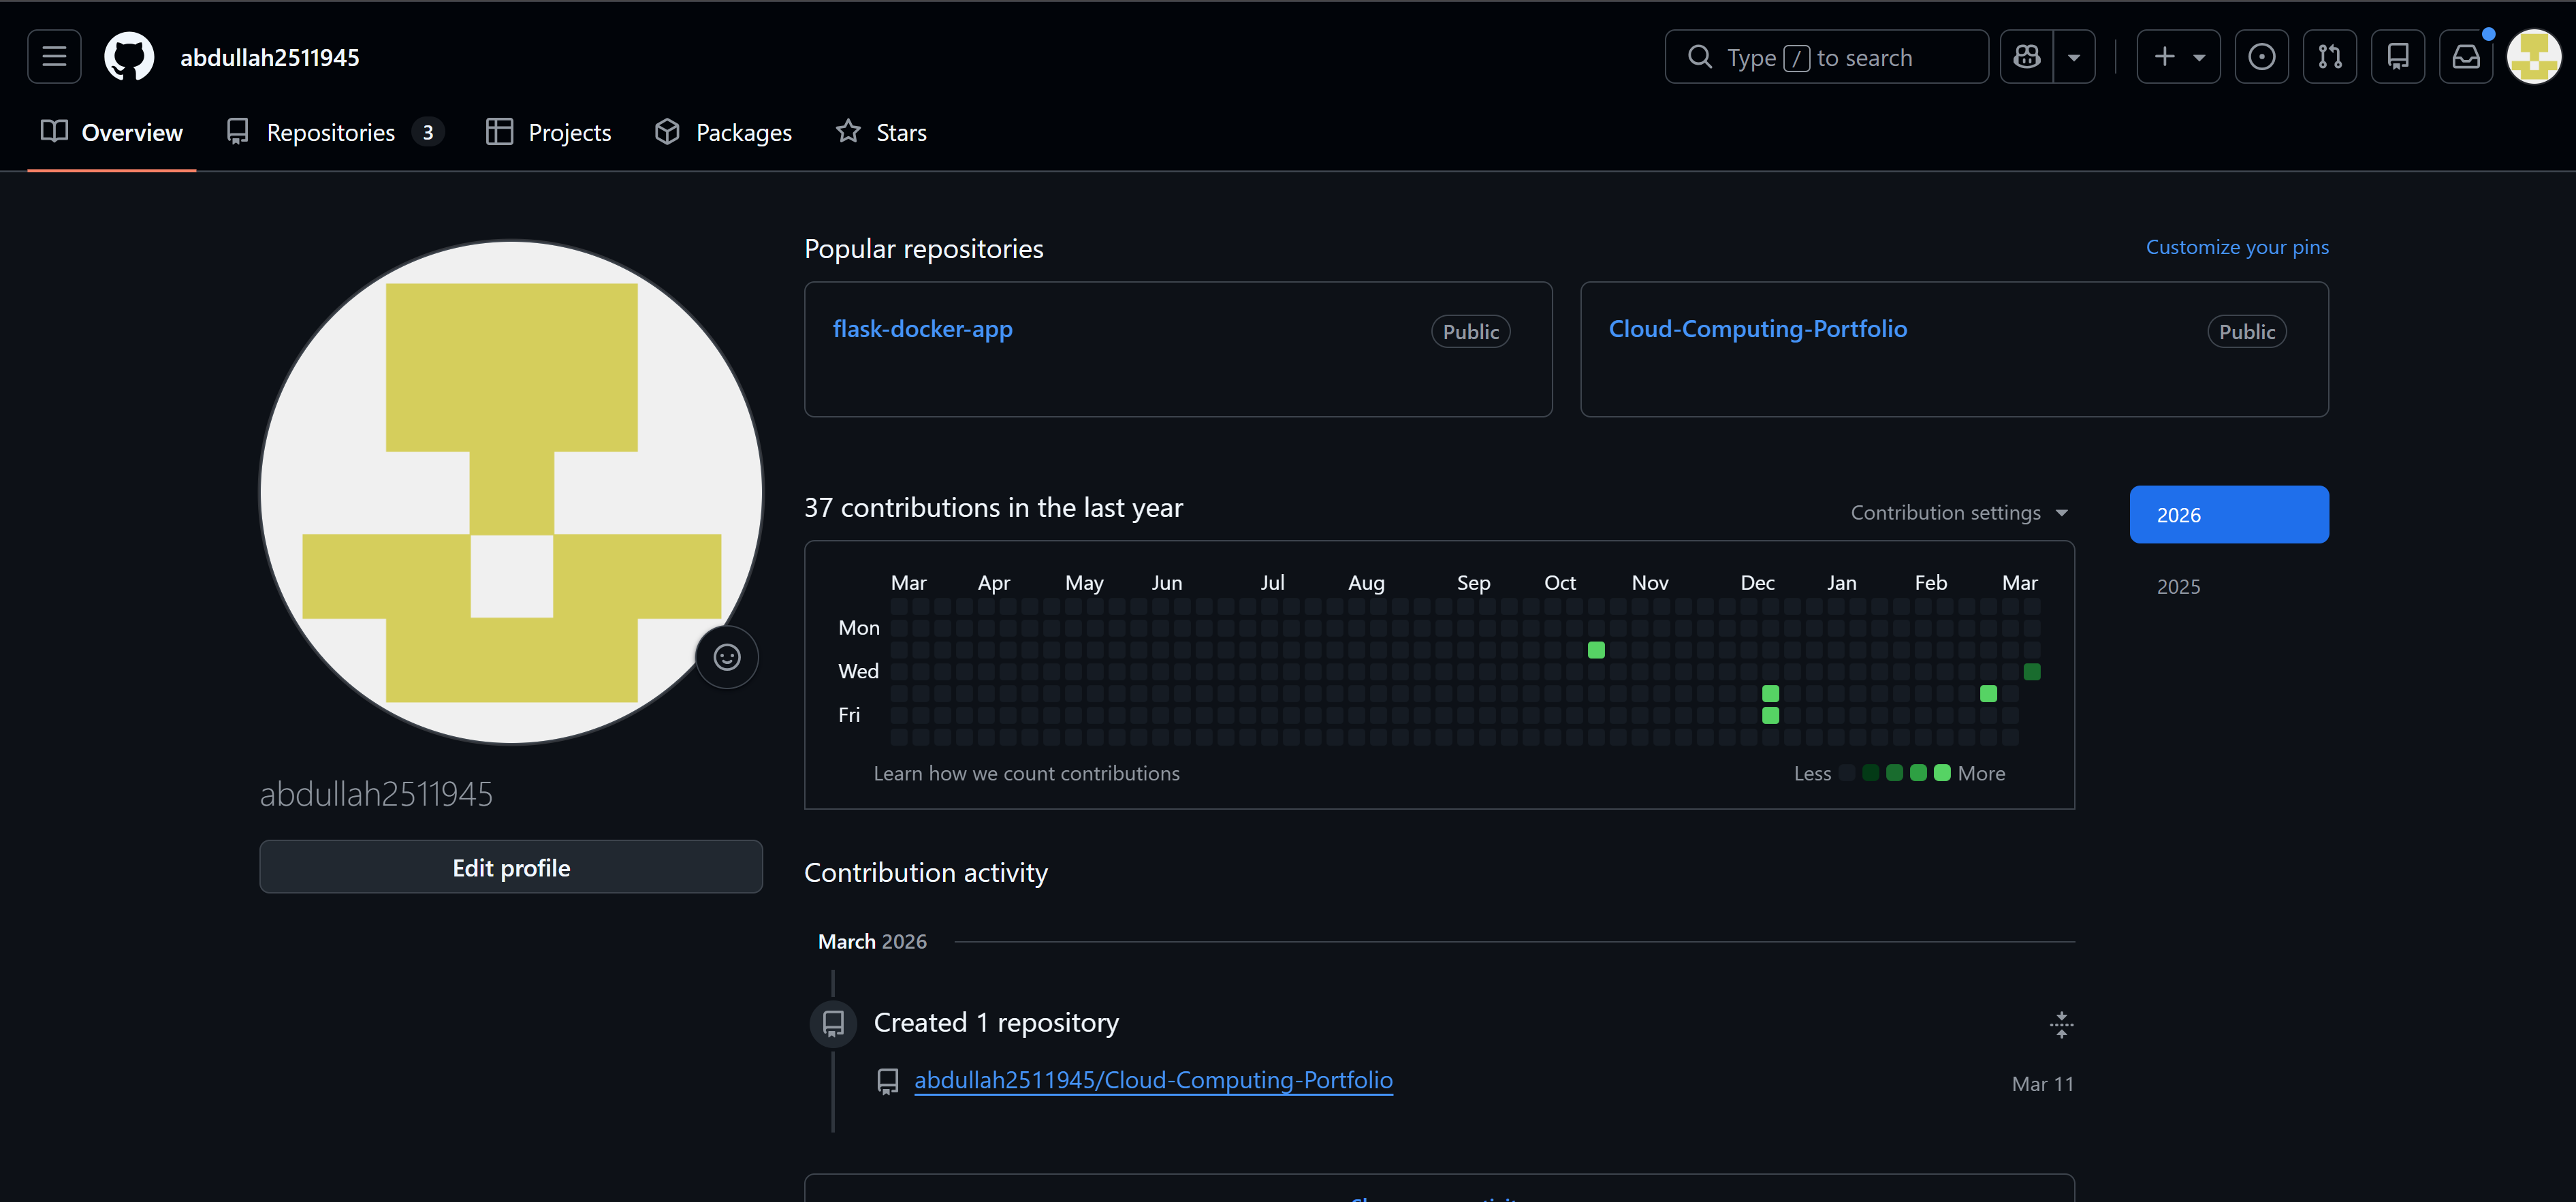 abdullah2511945
Type / to search
Overview
Repositories 3
Projects
Packages
Stars
Popular repositories
Customize your pins
flask-docker-app
Public
Cloud-Computing-Portfolio
Public
37 contributions in the last year
Contribution settings
2026
2025
Mar Apr May Jun Jul Aug Sep Oct Nov Dec Jan Feb Mar
Mon
Wed
Fri
Learn how we count contributions
Less More
abdullah2511945
Edit profile
Contribution activity
March 2026
Created 1 repository
abdullah2511945/Cloud-Computing-Portfolio
Mar 11